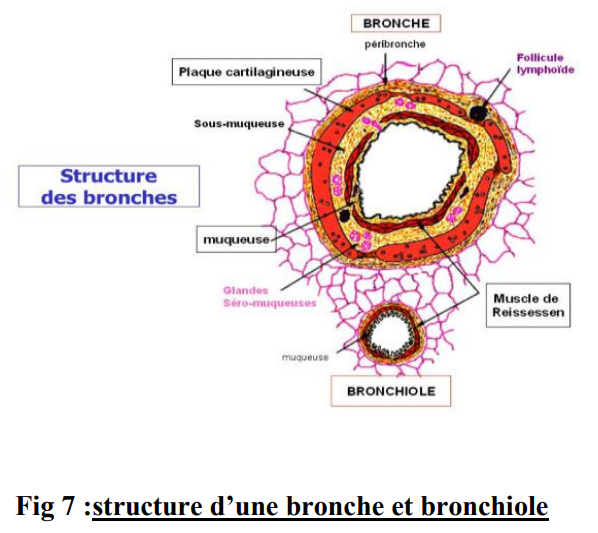 BRONCHE
péribronche
Follicule
lymphoïde
Plaque cartilagineuse
Sous-muqueuse
Structure
des bronches
muqueuse
Glandes
Séro-muqueuses
Muscle de
Reissessen
muqueuse
BRONCHIOLE
Fig 7 :structure d’une bronche et bronchiole